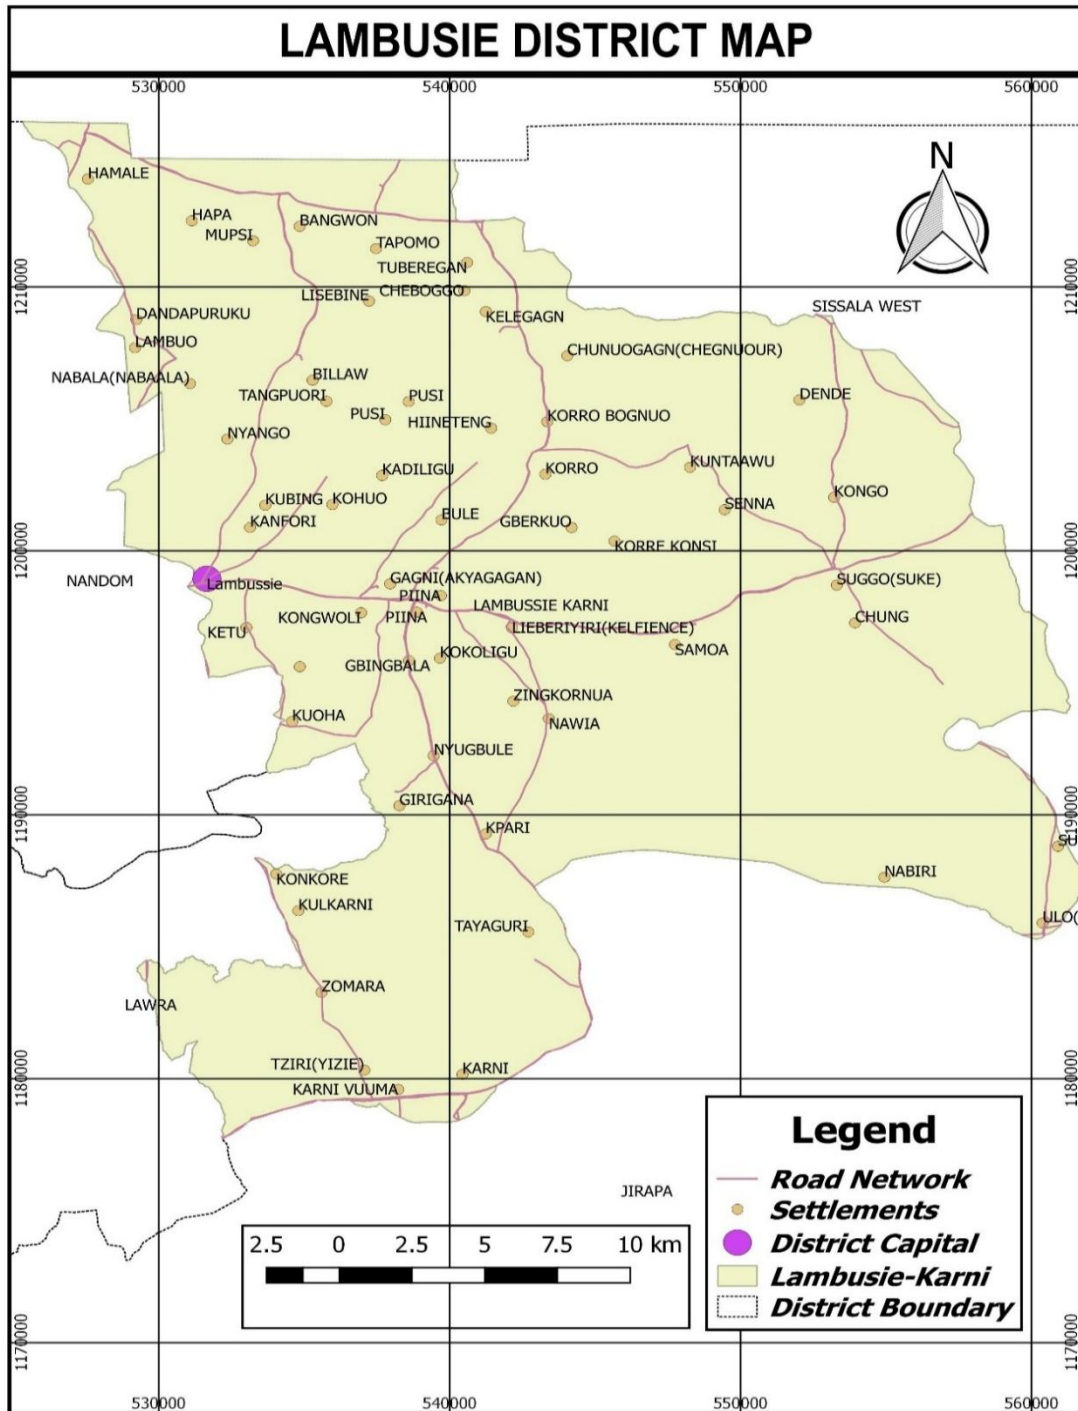 LAMBUSIE DISTRICT MAP
530000
540000
550000
560000
HAMALE
HAPA
MUPSI
BANGWON
TAPOMO
TUBEREGAN
1210000
1210000
LISEBINE
CHEBOGGO
SISSALA WEST
DANDAPURUKU
KELEGAGN
LAMBUO
CHUNUOGAGN(CHEGNUOUR)
NABALA(NABAALA)
BILLAW
TANGPUORI
PUSI
DENDE
PUSI
HIINETENG
KORRO BOGNUO
NYANGO
KADILIGU
KORRO
KUNTAAWU
KUBING
KOHUO
KONGO
SENNA
KANFORI
BULE
GBERKUO
KORRE KONSI
1200000
1200000
NANDOM
Lambussie
GAGNI(AKYAGAGAN)
SUGGO(SUKE)
PIINA
LAMBUSSIE KARNI
KONGWOLI
PIINA
CHUNG
KETU
LIEBERIYIRI(KELFIENCE)
SAMOA
GBINGBALA
KOKOLIGU
ZINGKORNUA
KUOHA
NAWIA
NYUGBULE
GIRIGANA
1190000
1190000
KPARI
KONKORE
NABIRI
KULKARNI
TAYAGURI
ULO(
ZOMARA
LAWRA
TZIRI(YIZIE)
KARNI
1180000
1180000
KARNI VUUMA
Legend
Road Network
Settlements
District Capital
Lambusie-Karni
District Boundary
JIRAPA
2.5 0 2.5 5 7.5 10 km
1170000
1170000
530000
540000
550000
560000